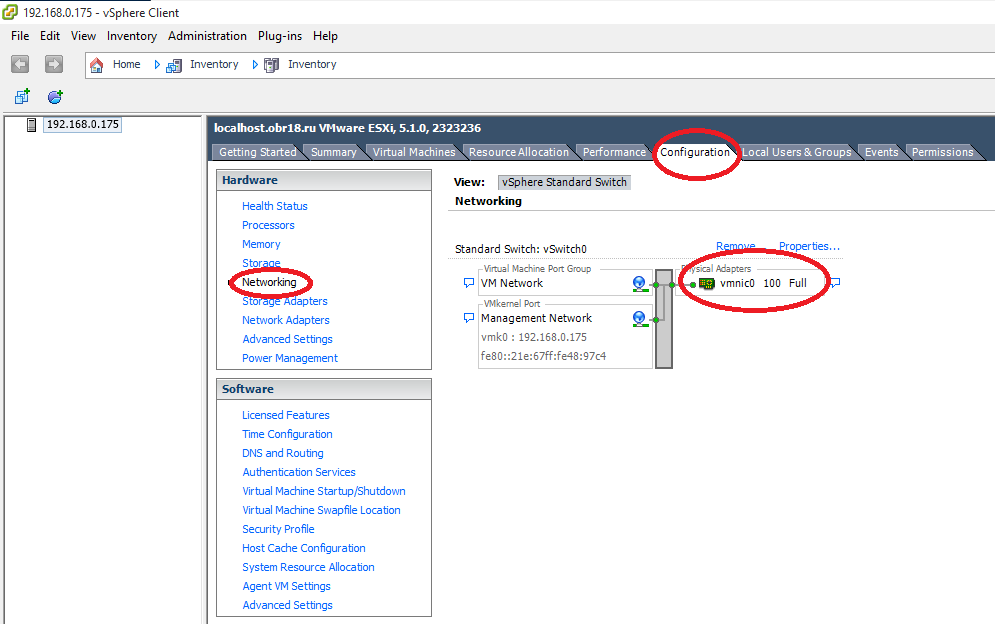 192.168.0.175 - vSphere Client
File Edit View Inventory Administration Plug-ins Help
Home Inventory Inventory
192.168.0.175
localhost.obr18.ru VMware ESXi, 5.1.0, 2323236
Getting Started Summary Virtual Machines Resource Allocation Performance Configuration Local Users & Groups Events Permissions
Hardware
Health Status
Processors
Memory
Storage
Networking
Storage Adapters
Network Adapters
Advanced Settings
Power Management
Software
Licensed Features
Time Configuration
DNS and Routing
Authentication Services
Virtual Machine Startup/Shutdown
Virtual Machine Swapfile Location
Security Profile
Host Cache Configuration
System Resource Allocation
Agent VM Settings
Advanced Settings
View: vSphere Standard Switch
Networking
Standard Switch: vSwitch0 Remove... Properties...
Virtual Machine Port Group Physical Adapters
VM Network vmnic0 100 Full
VMkernel Port
Management Network
vmk0 : 192.168.0.175
fe80::21e:67ff:fe48:97c4